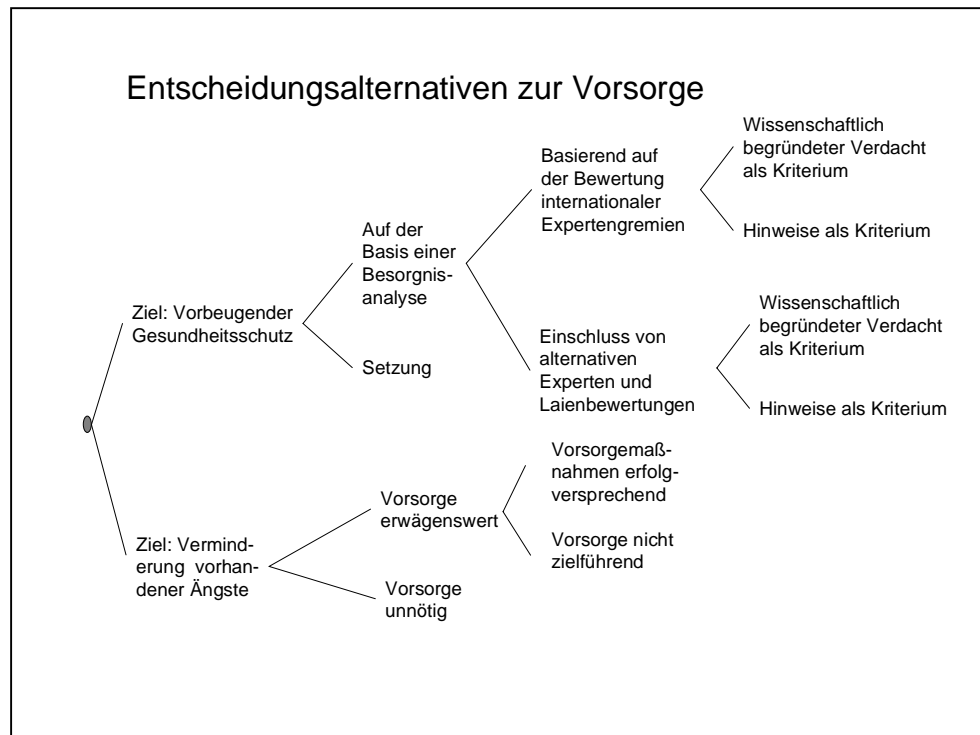 Entscheidungsalternativen zur Vorsorge
Wissenschaftlich
begründeter Verdacht
als Kriterium
Basierend auf
der Bewertung
internationaler
Expertengremien
Hinweise als Kriterium
Auf der
Basis einer
Besorgnis-
analyse
Ziel: Vorbeugender
Gesundheitsschutz
Setzung
Wissenschaftlich
begründeter Verdacht
als Kriterium
Einschluss von
alternativen
Experten und
Laienbewertungen
Hinweise als Kriterium
Vorsorgemaß-
nahmen erfolg-
versprechend
Vorsorge
erwägenswert
Vorsorge nicht
zielführend
Ziel: Vermind-
erung vorhan-
dener Ängste
Vorsorge
unnötig